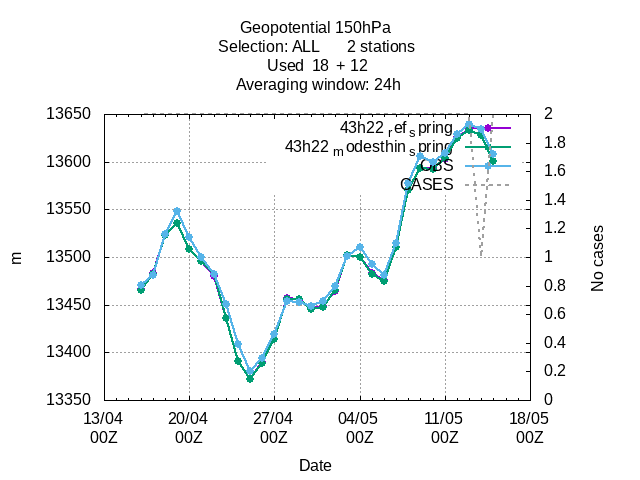 Geopotential 150hPa
Selection: ALL 2 stations
Used 18 + 12
Averaging window: 24h
13650
13600
13550
13500
13450
13400
13350
m
2
1.8
1.6
1.4
1.2
1
0.8
0.6
0.4
0.2
0
No cases
43h22 ref spring
43h22 modesthin spring
OBS
CASES
13/04 20/04 27/04 04/05 11/05 18/05
00Z 00Z 00Z 00Z 00Z 00Z
Date